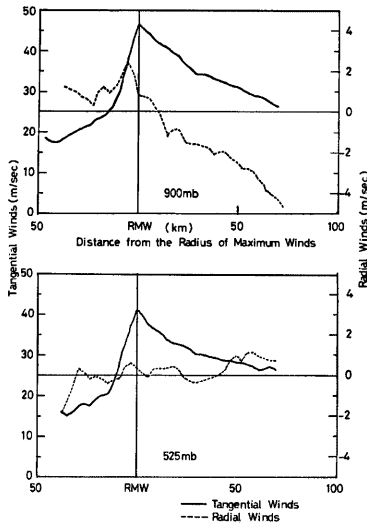 50
40
30
20
10
0
4
2
0
-2
-4
900mb
50
RMW
(km)
50
100
Distance from the Radius of Maximum Winds
Tangential Winds (m/sec)
Radial Winds (m/sec)
50
40
30
20
10
0
4
2
0
-2
-4
525mb
50
RMW
50
100
Tangential Winds
Radial Winds